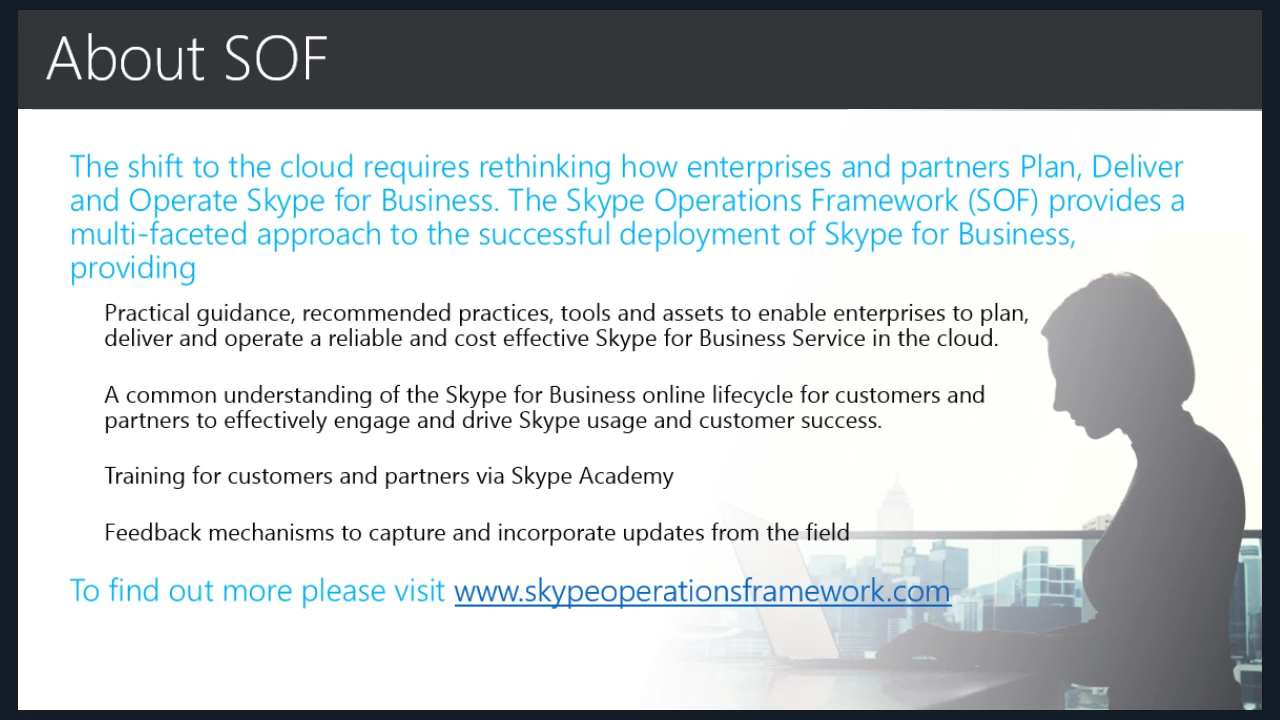 About SOF
The shift to the cloud requires rethinking how enterprises and partners Plan, Deliver
and Operate Skype for Business. The Skype Operations Framework (SOF) provides a
multi-faceted approach to the successful deployment of Skype for Business,
providing
Practical guidance, recommended practices, tools and assets to enable enterprises to plan,
deliver and operate a reliable and cost effective Skype for Business Service in the cloud.
A common understanding of the Skype for Business online lifecycle for customers and
partners to effectively engage and drive Skype usage and customer success.
Training for customers and partners via Skype Academy
Feedback mechanisms to capture and incorporate updates from the field
To find out more please visit www.skypeoperationsframework.com